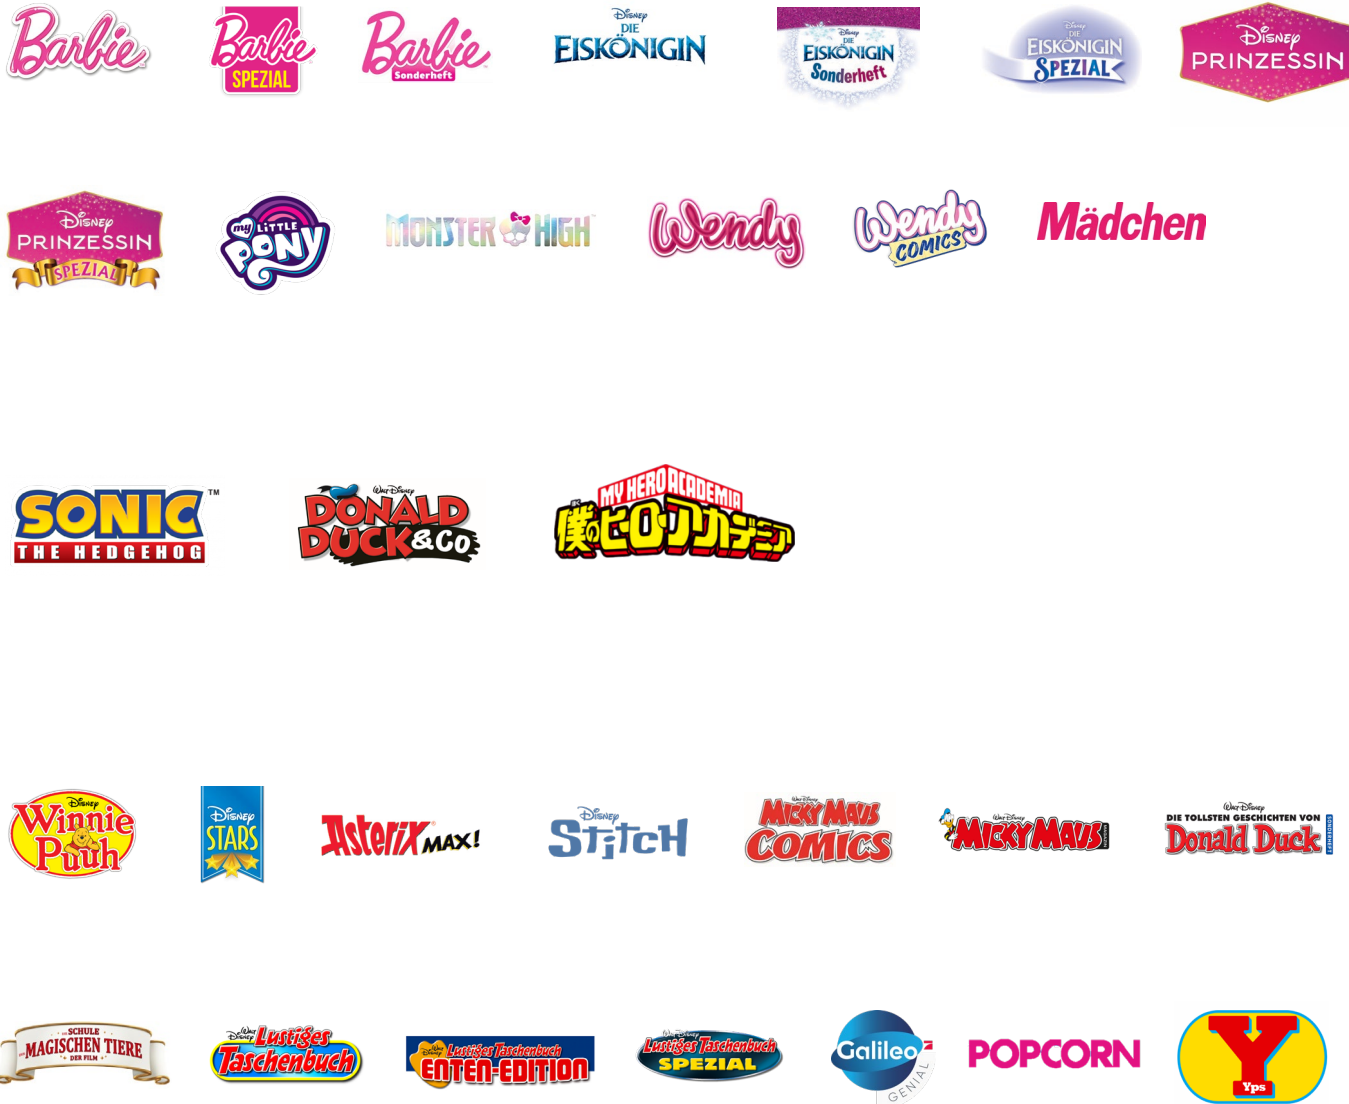 Barbie
Barbie
SPEZIAL
Barbie
Sonderheft
Disney
DIE
EISKÖNIGIN
Disney
DIE
EISKÖNIGIN
Sonderheft
Disney
DIE
EISKÖNIGIN
SPEZIAL
Disney
PRINZESSIN
Disney
PRINZESSIN
SPEZIAL
my LiTTLE
PONY
MONSTER HIGH
Wendy
Wendy
COMICS
Mädchen
SONIC TM
THE HEDGEHOG
Walt Disney
DONALD
DUCK &CO
MY HERO ACADEMIA
僕のヒーローアカデミア
Disney
Winnie
Puuh
Disney
STARS
Asterix MAX!
Disney
STITCH
Walt Disney
MICKY MAUS
COMICS
Walt Disney
MICKY MAUS
Walt Disney
DIE TOLLSTEN GESCHICHTEN VON
Donald Duck
SONDERHEFT
SCHULE
MAGISCHEN TIERE
DER FILM
Walt Disney
Lustiges
Taschenbuch
Walt Disney
Lustiges Taschenbuch
ENTEN-EDITION
Walt Disney
Lustiges Taschenbuch
SPEZIAL
Galileo
GENIAL
POPCORN
Y
Yps